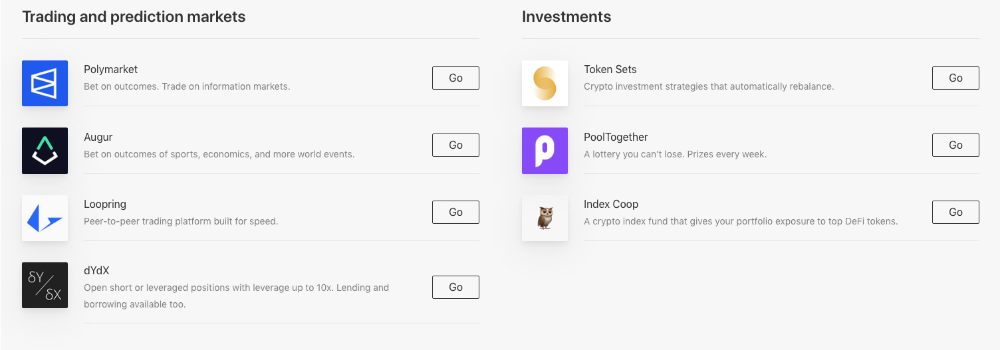 Trading and prediction markets
Polymarket
Bet on outcomes. Trade on information markets.
Go
Augur
Bet on outcomes of sports, economics, and more world events.
Go
Loopring
Peer-to-peer trading platform built for speed.
Go
δY/δX
dYdX
Open short or leveraged positions with leverage up to 10x. Lending and
borrowing available too.
Go
Investments
Token Sets
Crypto investment strategies that automatically rebalance.
Go
PoolTogether
A lottery you can't lose. Prizes every week.
Go
Index Coop
A crypto index fund that gives your portfolio exposure to top DeFi tokens.
Go